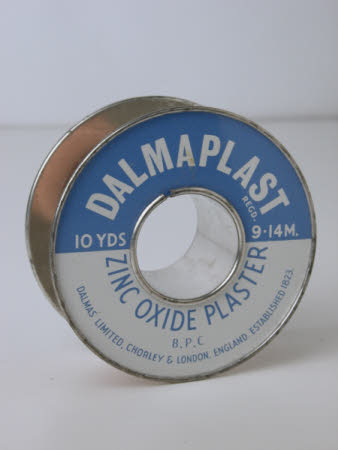 DALMAPLAST
REGD.
10 YDS
9·14M.
ZINC OXIDE PLASTER
B.P.C
DALMAS LIMITED, CHORLEY & LONDON, ENGLAND. ESTABLISHED 1823.